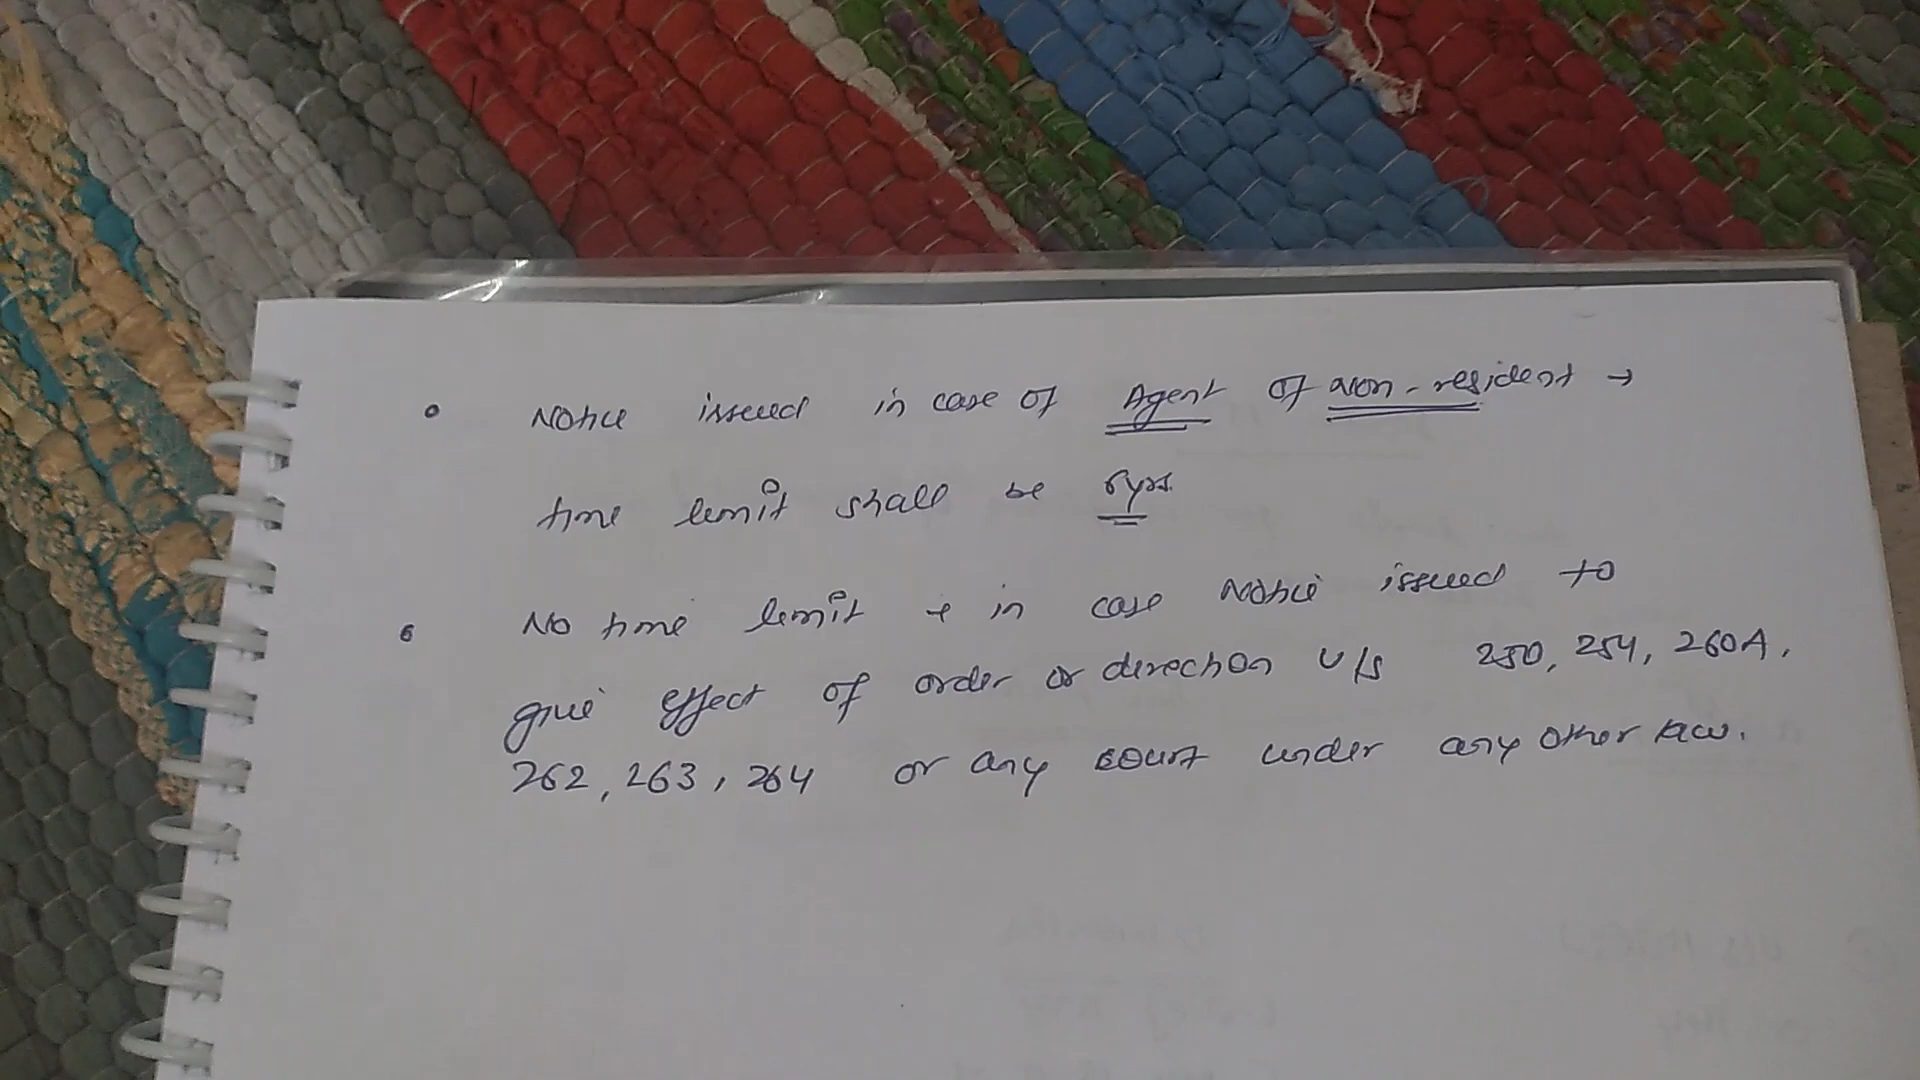 Notice issued in case of Agent of non-resident →
time limit shall be 6yrs.
No time limit → in case Notice issued to
give effect of order or direction u/s 250, 254, 260A,
262, 263, 264 or any court under any other law.